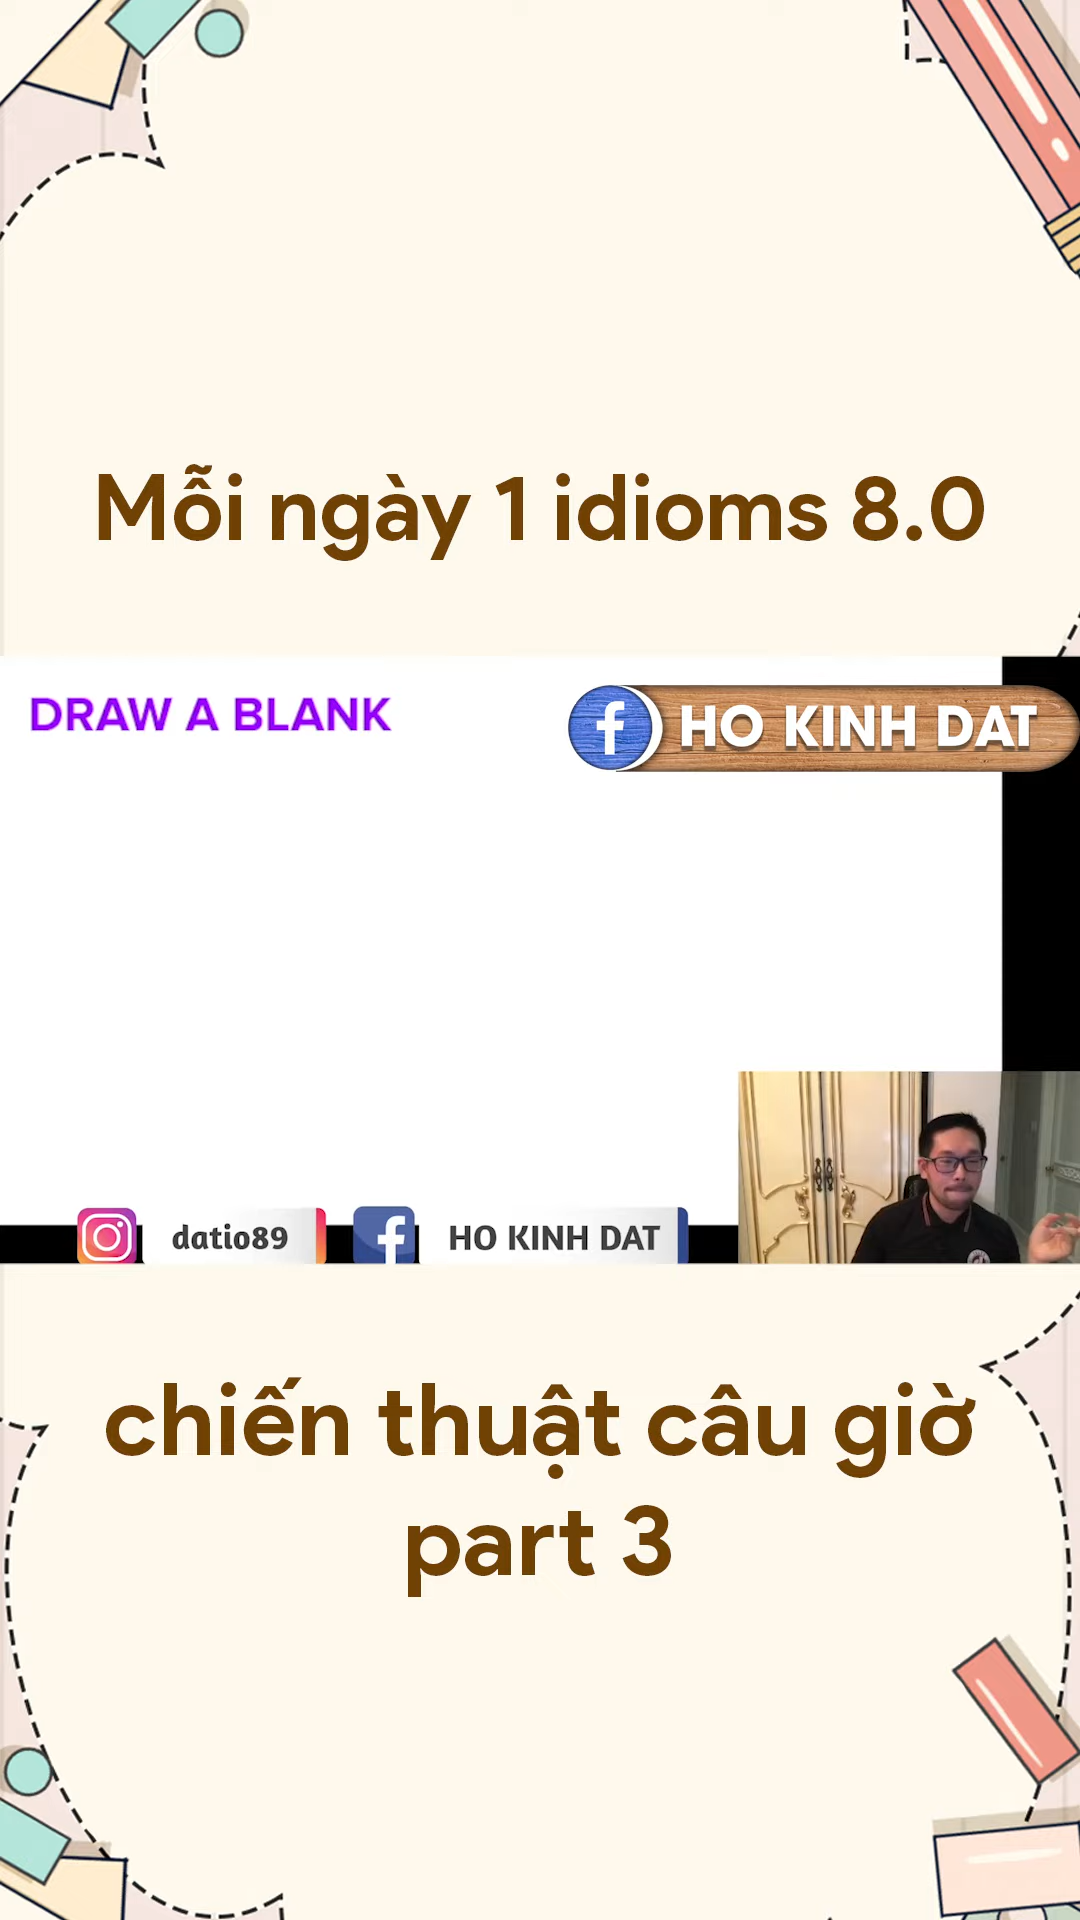 Mỗi ngày 1 idioms 8.0
DRAW A BLANK
HO KINH DAT
datio89
HO KINH DAT
chiến thuật câu giờ
part 3